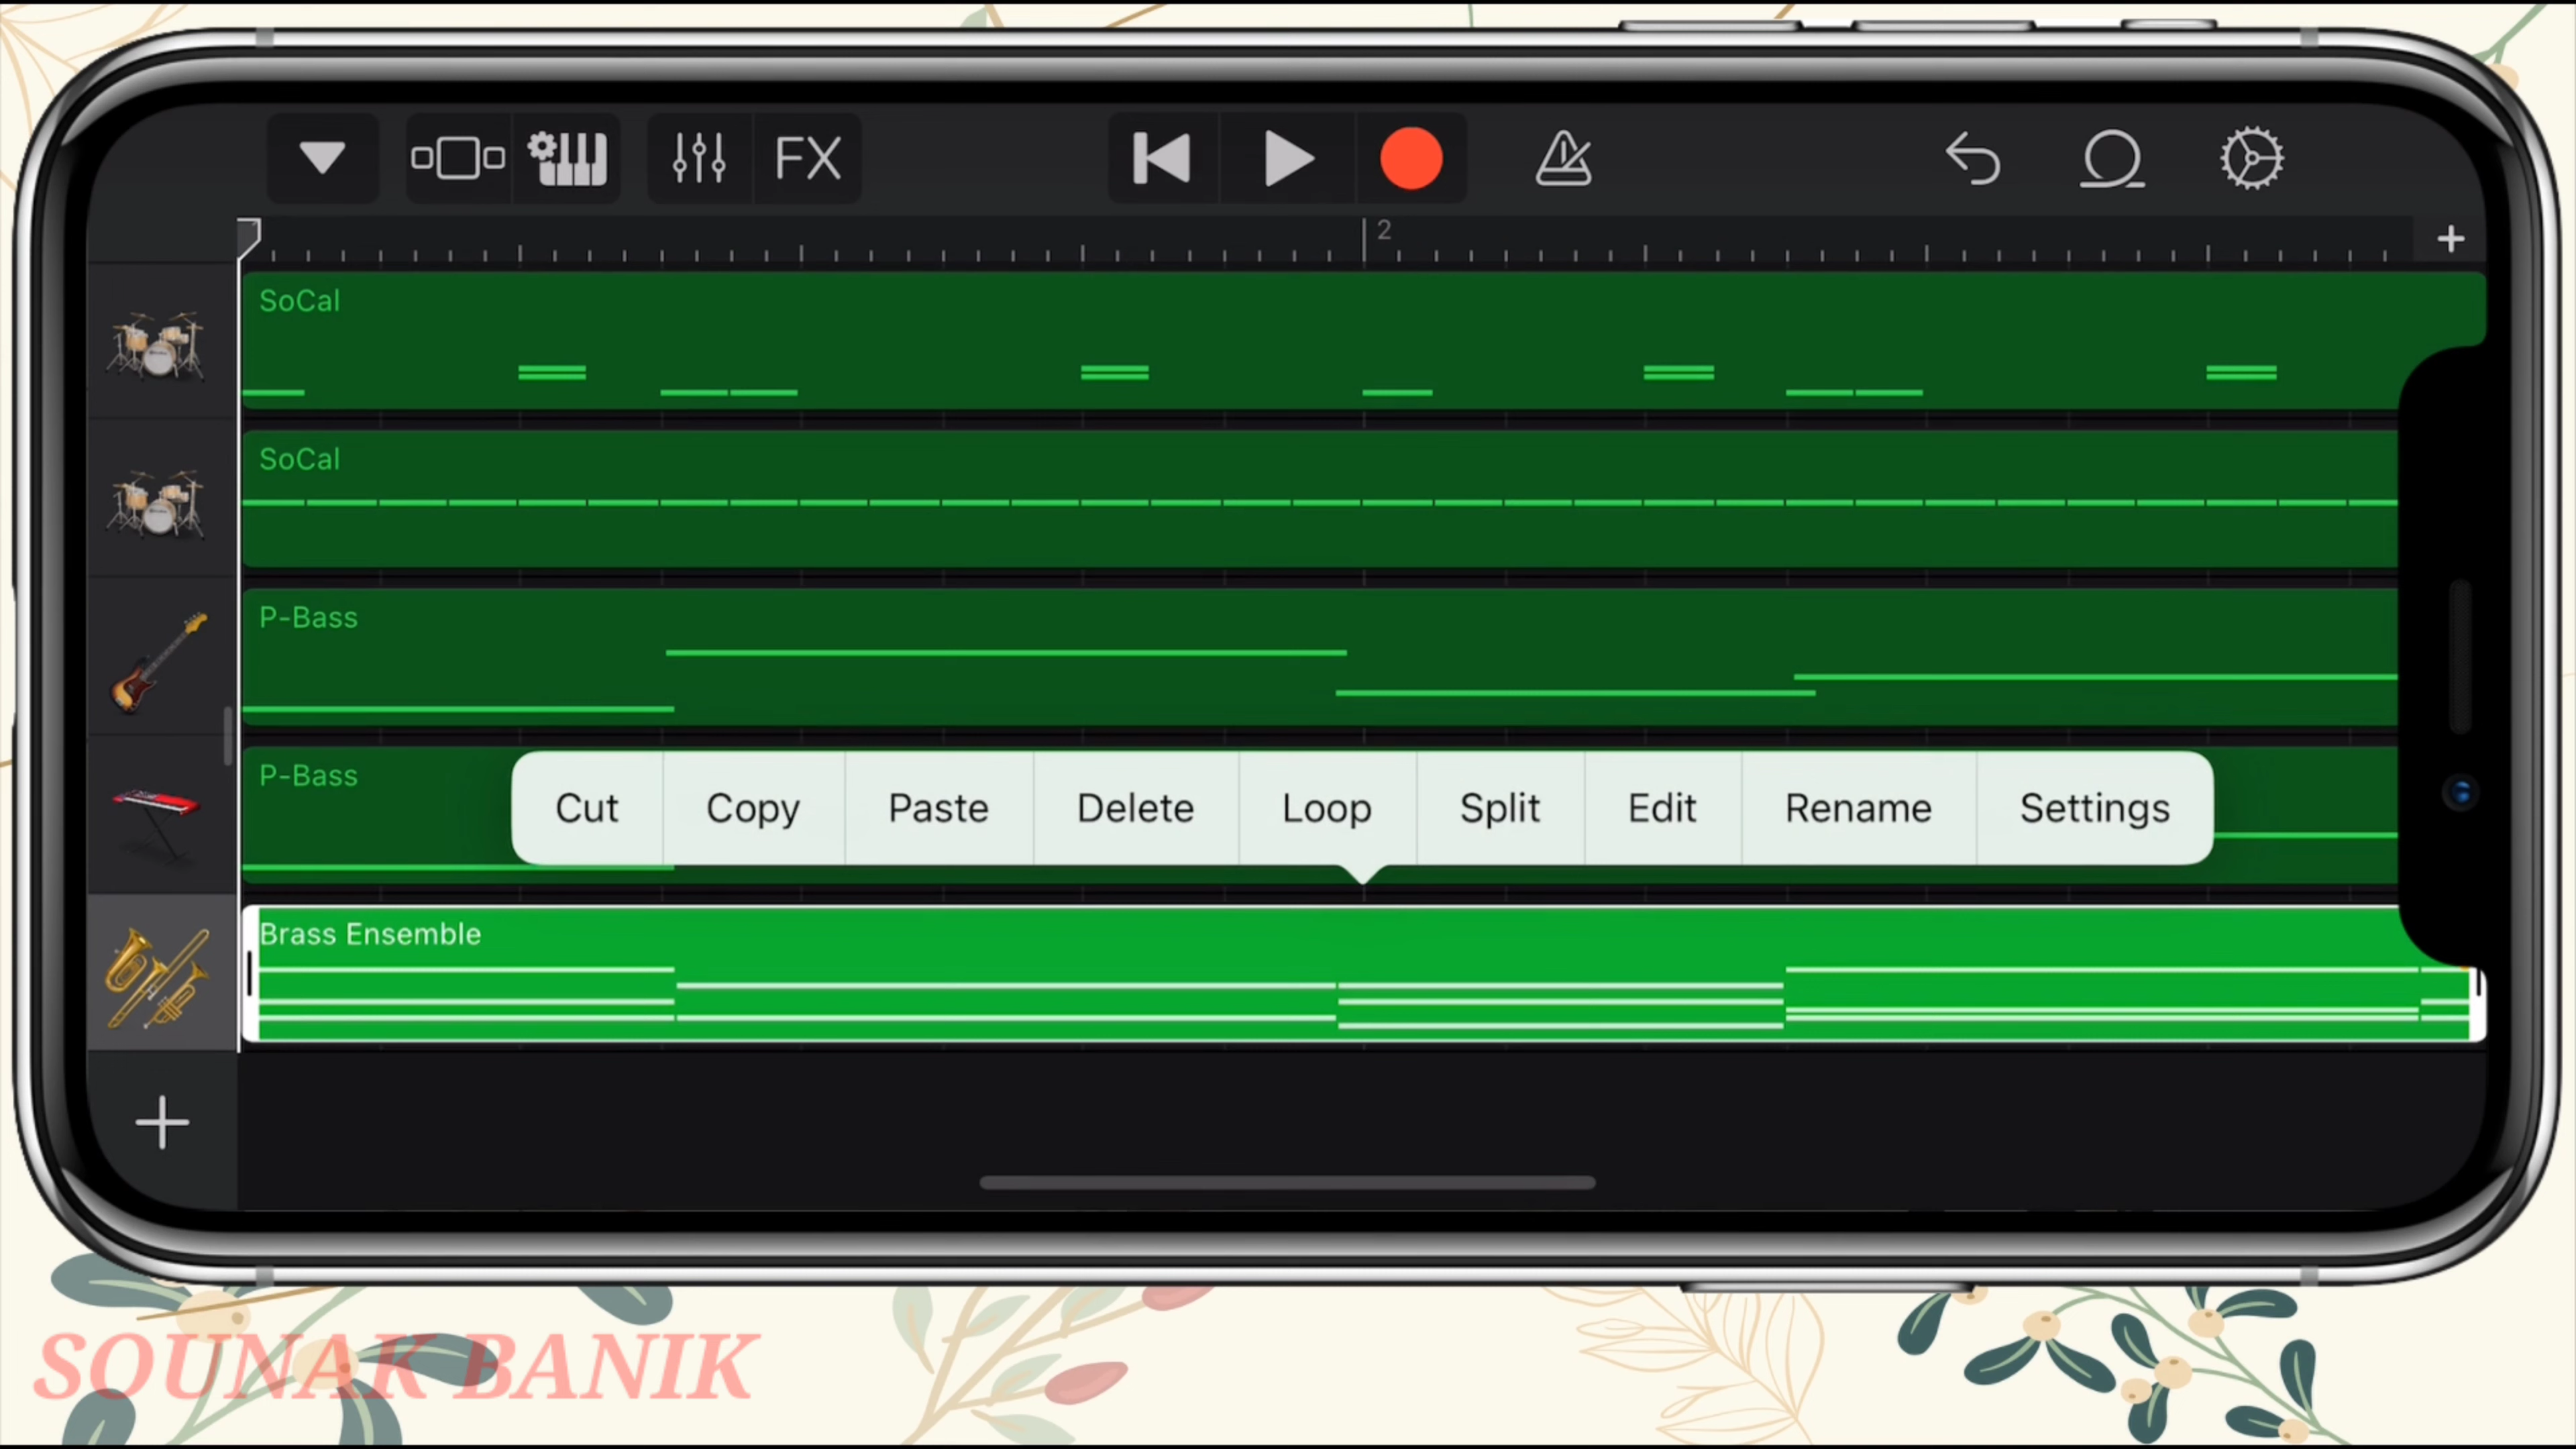 FX
2
SoCal
SoCal
P-Bass
P-Bass
Cut Copy Paste Delete Loop Split Edit Rename Settings
Brass Ensemble
SOUNAK BANIK